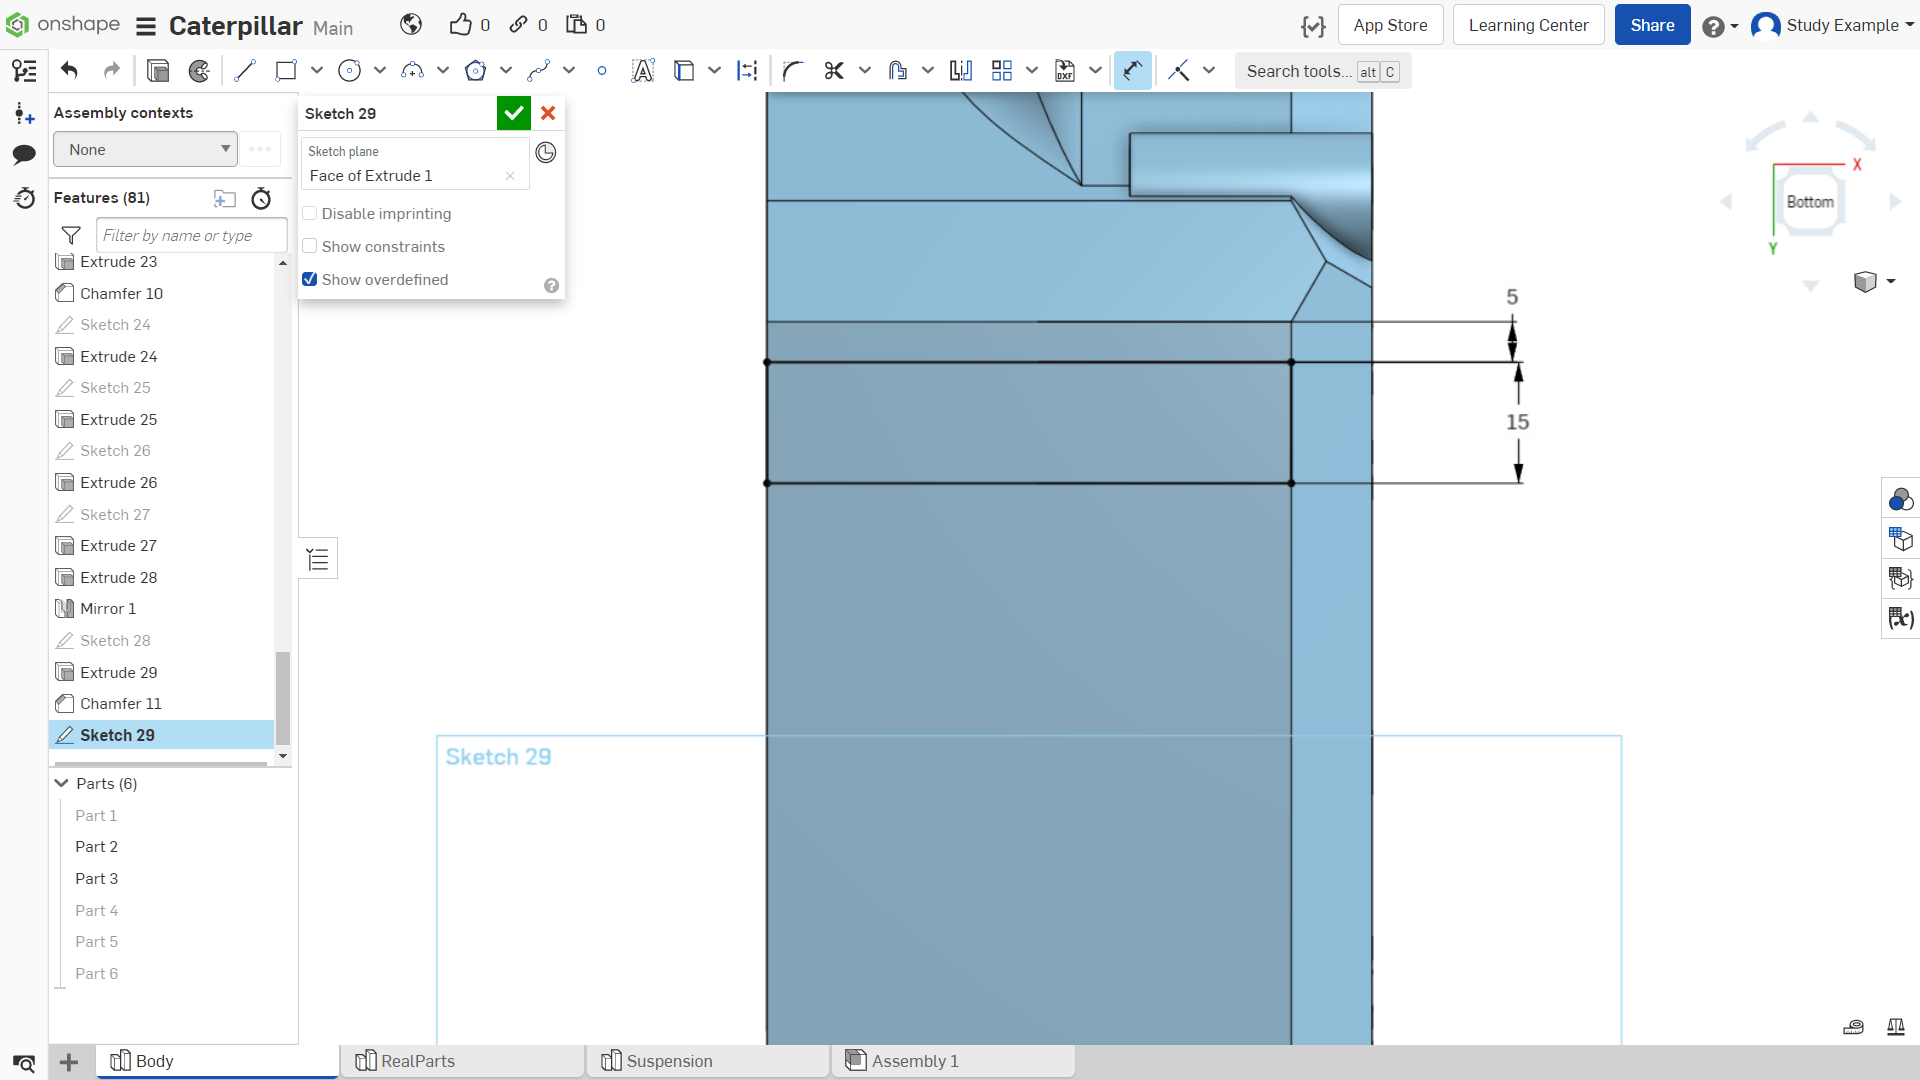 onshape Caterpillar Main 0 0 0 App Store Learning Center Share Study Example
Search tools... alt C
Assembly contexts
None
Features (81)
Filter by name or type
Extrude 23
Chamfer 10
Sketch 24
Extrude 24
Sketch 25
Extrude 25
Sketch 26
Extrude 26
Sketch 27
Extrude 27
Extrude 28
Mirror 1
Sketch 28
Extrude 29
Chamfer 11
Sketch 29
Parts (6)
Part 1
Part 2
Part 3
Part 4
Part 5
Part 6
Sketch 29
Sketch plane
Face of Extrude 1
Disable imprinting
Show constraints
Show overdefined
5
15
Sketch 29
X
Bottom
Y
Body RealParts Suspension Assembly 1